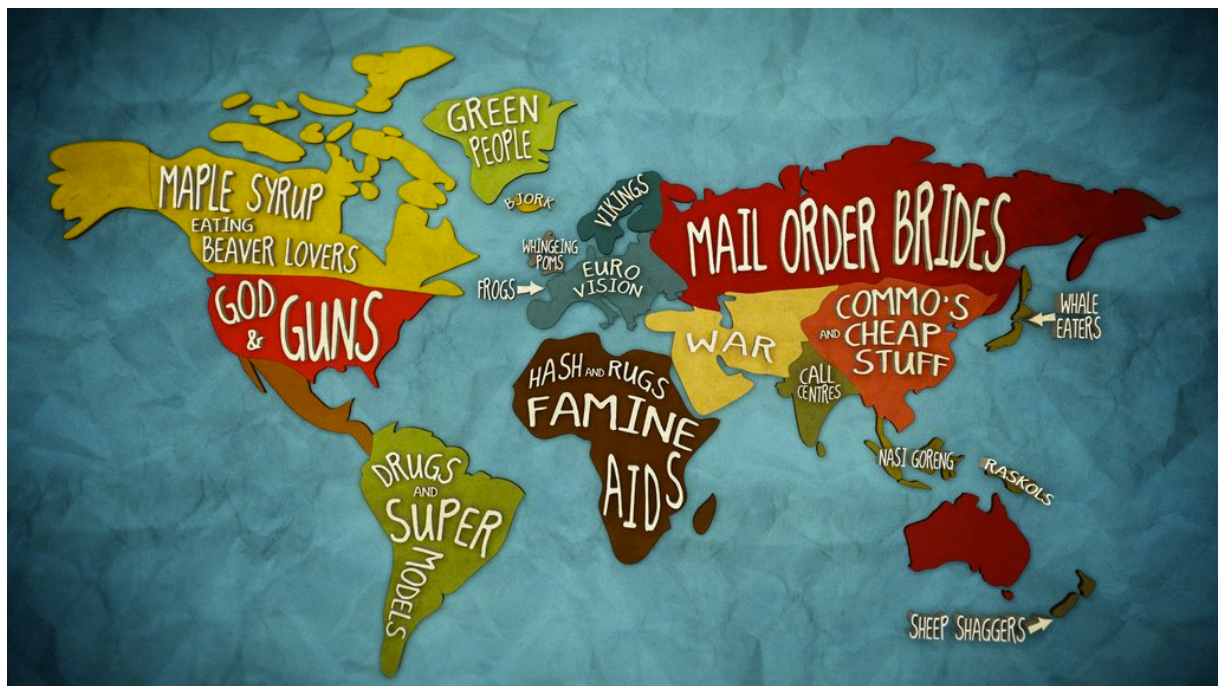 GREEN
PEOPLE
BJORK
VIKINGS
MAPLE SYRUP
EATING
BEAVER LOVERS
WHINGEING
POMS
EURO
VISION
FROGS
MAIL ORDER BRIDES
GOD
& GUNS
WAR
COMMO'S
AND CHEAP
STUFF
WHALE
EATERS
CALL
CENTRES
HASH AND RUGS
FAMINE
AIDS
DRUGS
AND
SUPER
MODELS
NASI GORENG
RASKOLS
SHEEP SHAGGERS